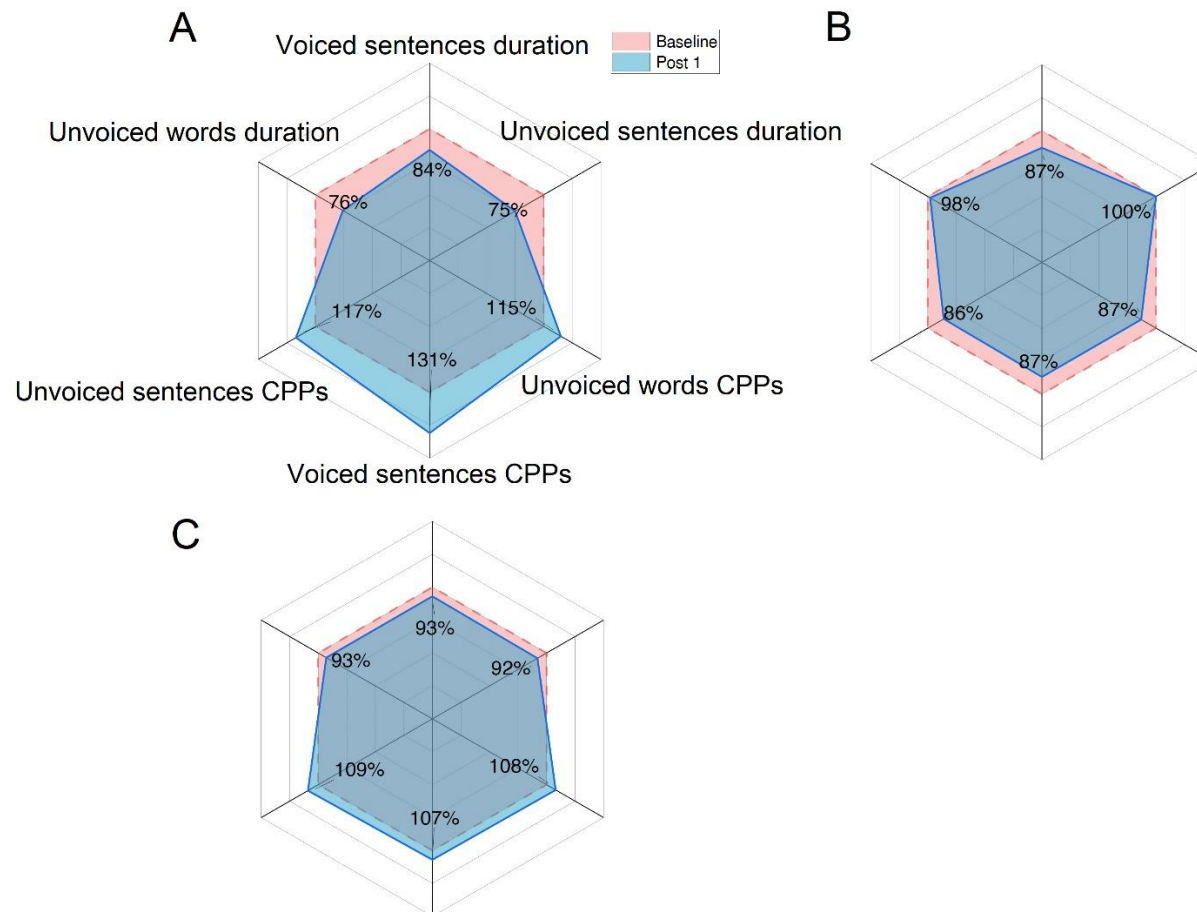 A
Voiced sentences duration
Baseline
Post 1
B
Unvoiced words duration
Unvoiced sentences duration
84%
76%
75%
117%
115%
131%
Unvoiced sentences CPPs
Unvoiced words CPPs
Voiced sentences CPPs
87%
98%
100%
86%
87%
87%
C
93%
93%
92%
109%
108%
107%